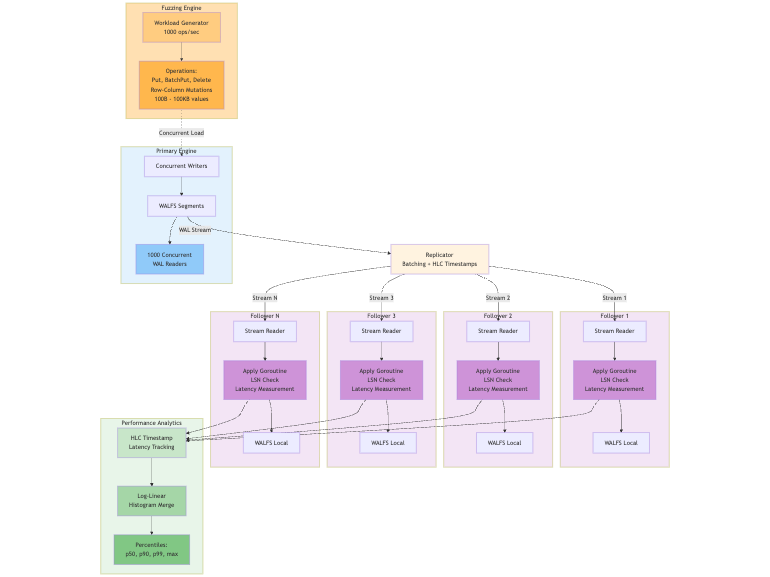 Fuzzing Engine
Workload Generator
1000 ops/sec
Operations:
Put, BatchPut, Delete
Row-Column Mutations
100B - 100KB values
Concurrent Load
Primary Engine
Concurrent Writers
WALFS Segments
WAL Stream
1000 Concurrent
WAL Readers
Replicator
Batching + HLC Timestamps
Stream N
Stream 3
Stream 2
Stream 1
Follower N
Stream Reader
Apply Goroutine
LSN Check
Latency Measurement
WALFS Local
Follower 3
Stream Reader
Apply Goroutine
LSN Check
Latency Measurement
WALFS Local
Follower 2
Stream Reader
Apply Goroutine
LSN Check
Latency Measurement
WALFS Local
Follower 1
Stream Reader
Apply Goroutine
LSN Check
Latency Measurement
WALFS Local
Performance Analytics
HLC Timestamp
Latency Tracking
Log-Linear
Histogram Merge
Percentiles:
p50, p90, p99, max